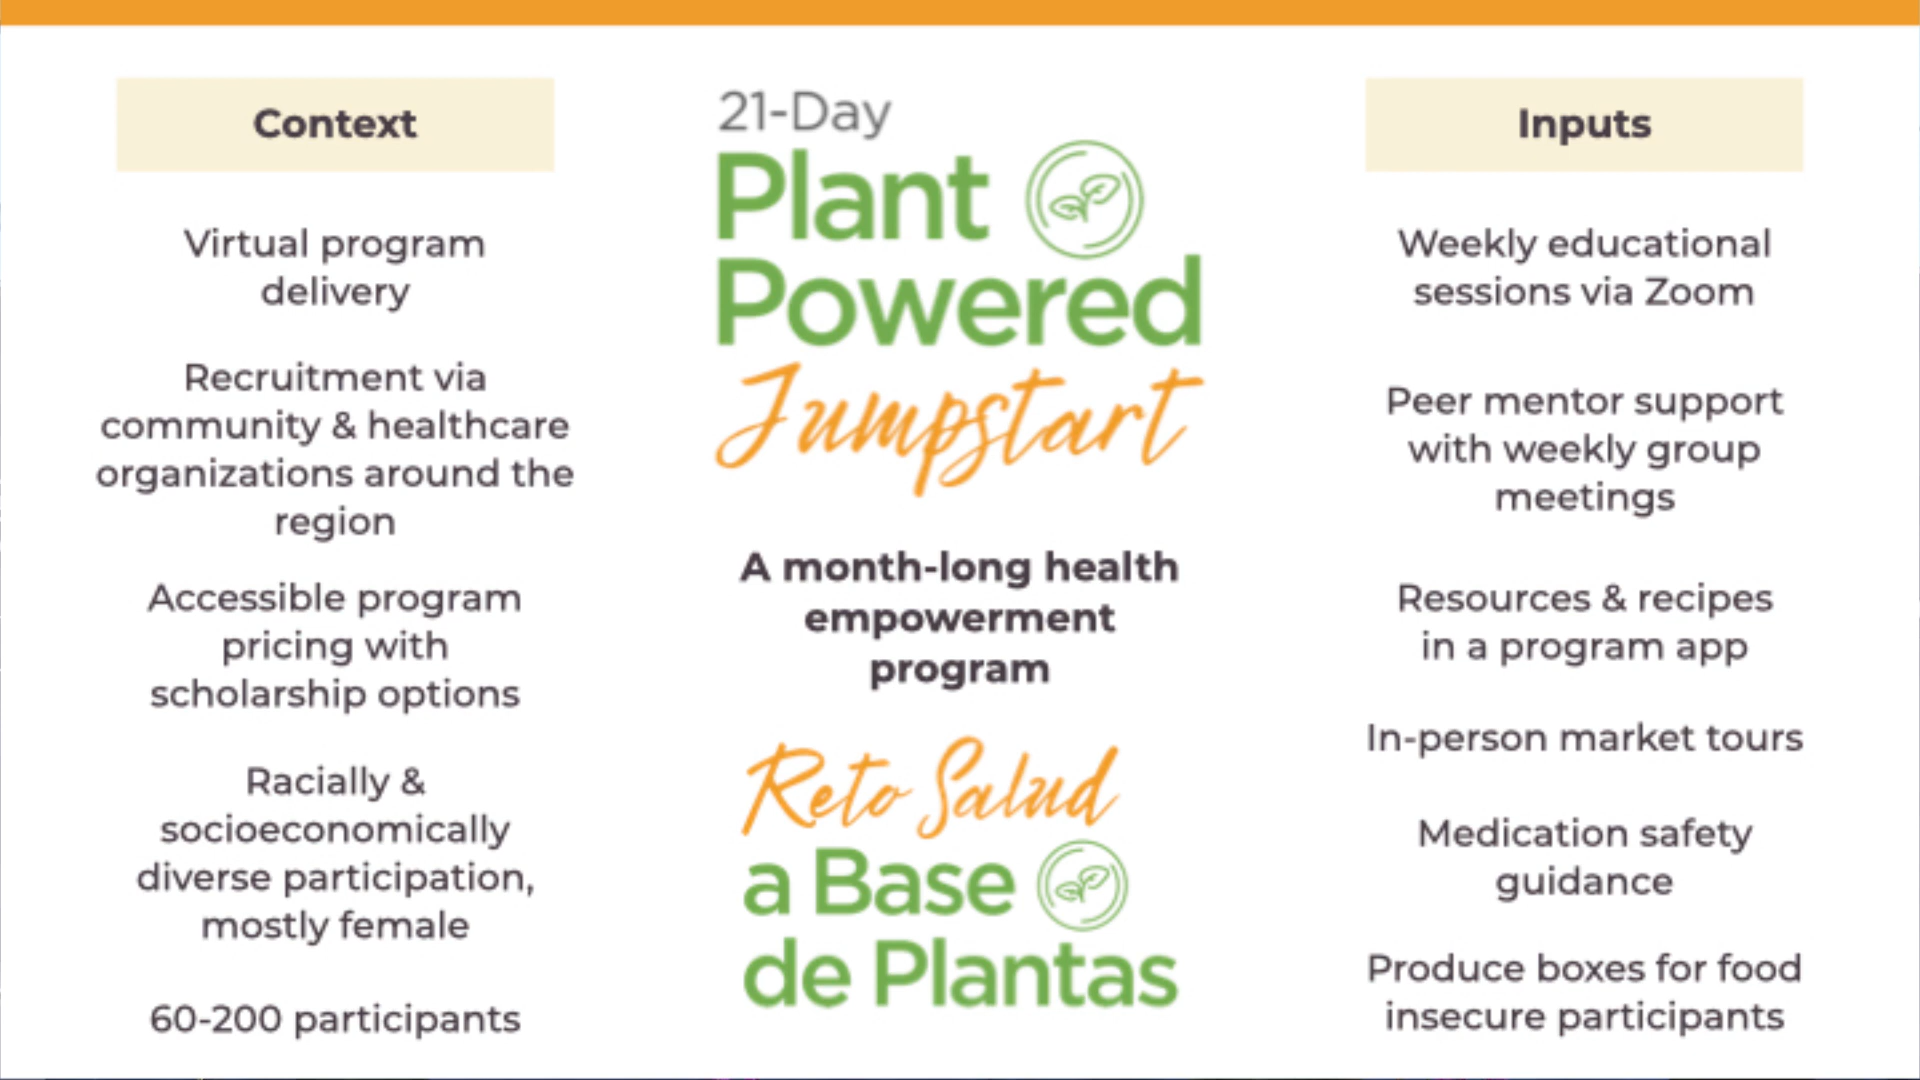 Context
Virtual program
delivery
Recruitment via
community & healthcare
organizations around the
region
Accessible program
pricing with
scholarship options
Racially &
socioeconomically
diverse participation,
mostly female
60-200 participants
21-Day
Plant
Powered
Jumpstart
A month-long health
empowerment
program
Reto Salud
a Base
de Plantas
Inputs
Weekly educational
sessions via Zoom
Peer mentor support
with weekly group
meetings
Resources & recipes
in a program app
In-person market tours
Medication safety
guidance
Produce boxes for food
insecure participants